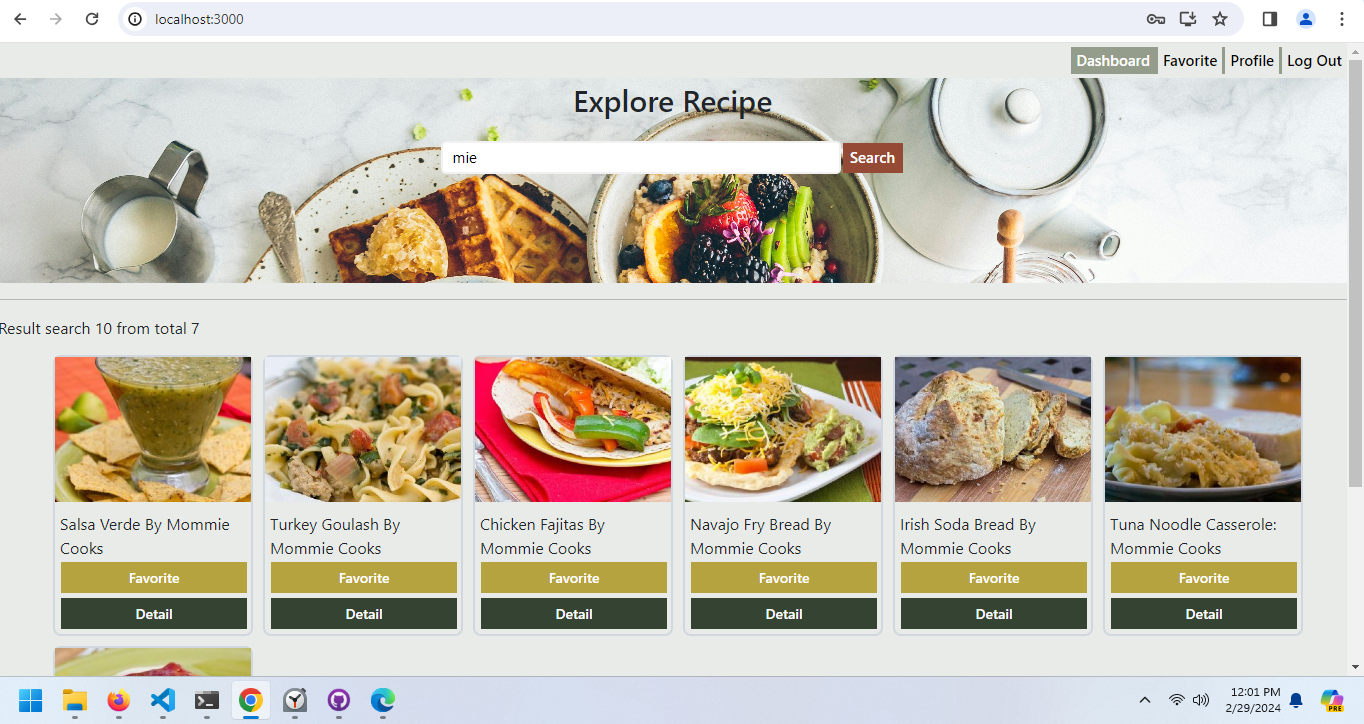 localhost:3000
Dashboard Favorite Profile Log Out
Explore Recipe
mie Search
Result search 10 from total 7
Salsa Verde By Mommie
Cooks
Favorite
Detail
Turkey Goulash By
Mommie Cooks
Favorite
Detail
Chicken Fajitas By
Mommie Cooks
Favorite
Detail
Navajo Fry Bread By
Mommie Cooks
Favorite
Detail
Irish Soda Bread By
Mommie Cooks
Favorite
Detail
Tuna Noodle Casserole:
Mommie Cooks
Favorite
Detail
12:01 PM
2/29/2024
PRE